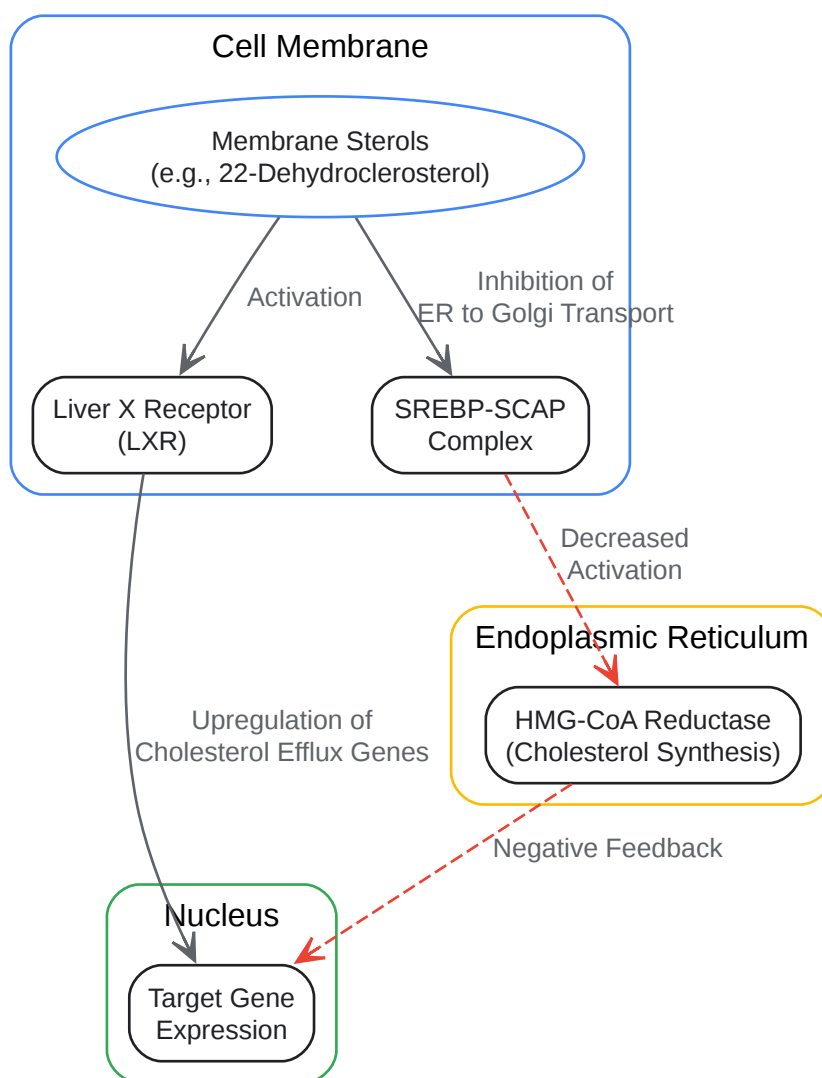 Cell Membrane
Membrane Sterols
(e.g., 22-Dehydroclerosterol)
Activation
Inhibition of
ER to Golgi Transport
Liver X Receptor
(LXR)
SREBP-SCAP
Complex
Decreased
Activation
Endoplasmic Reticulum
HMG-CoA Reductase
(Cholesterol Synthesis)
Upregulation of
Cholesterol Efflux Genes
Negative Feedback
Nucleus
Target Gene
Expression